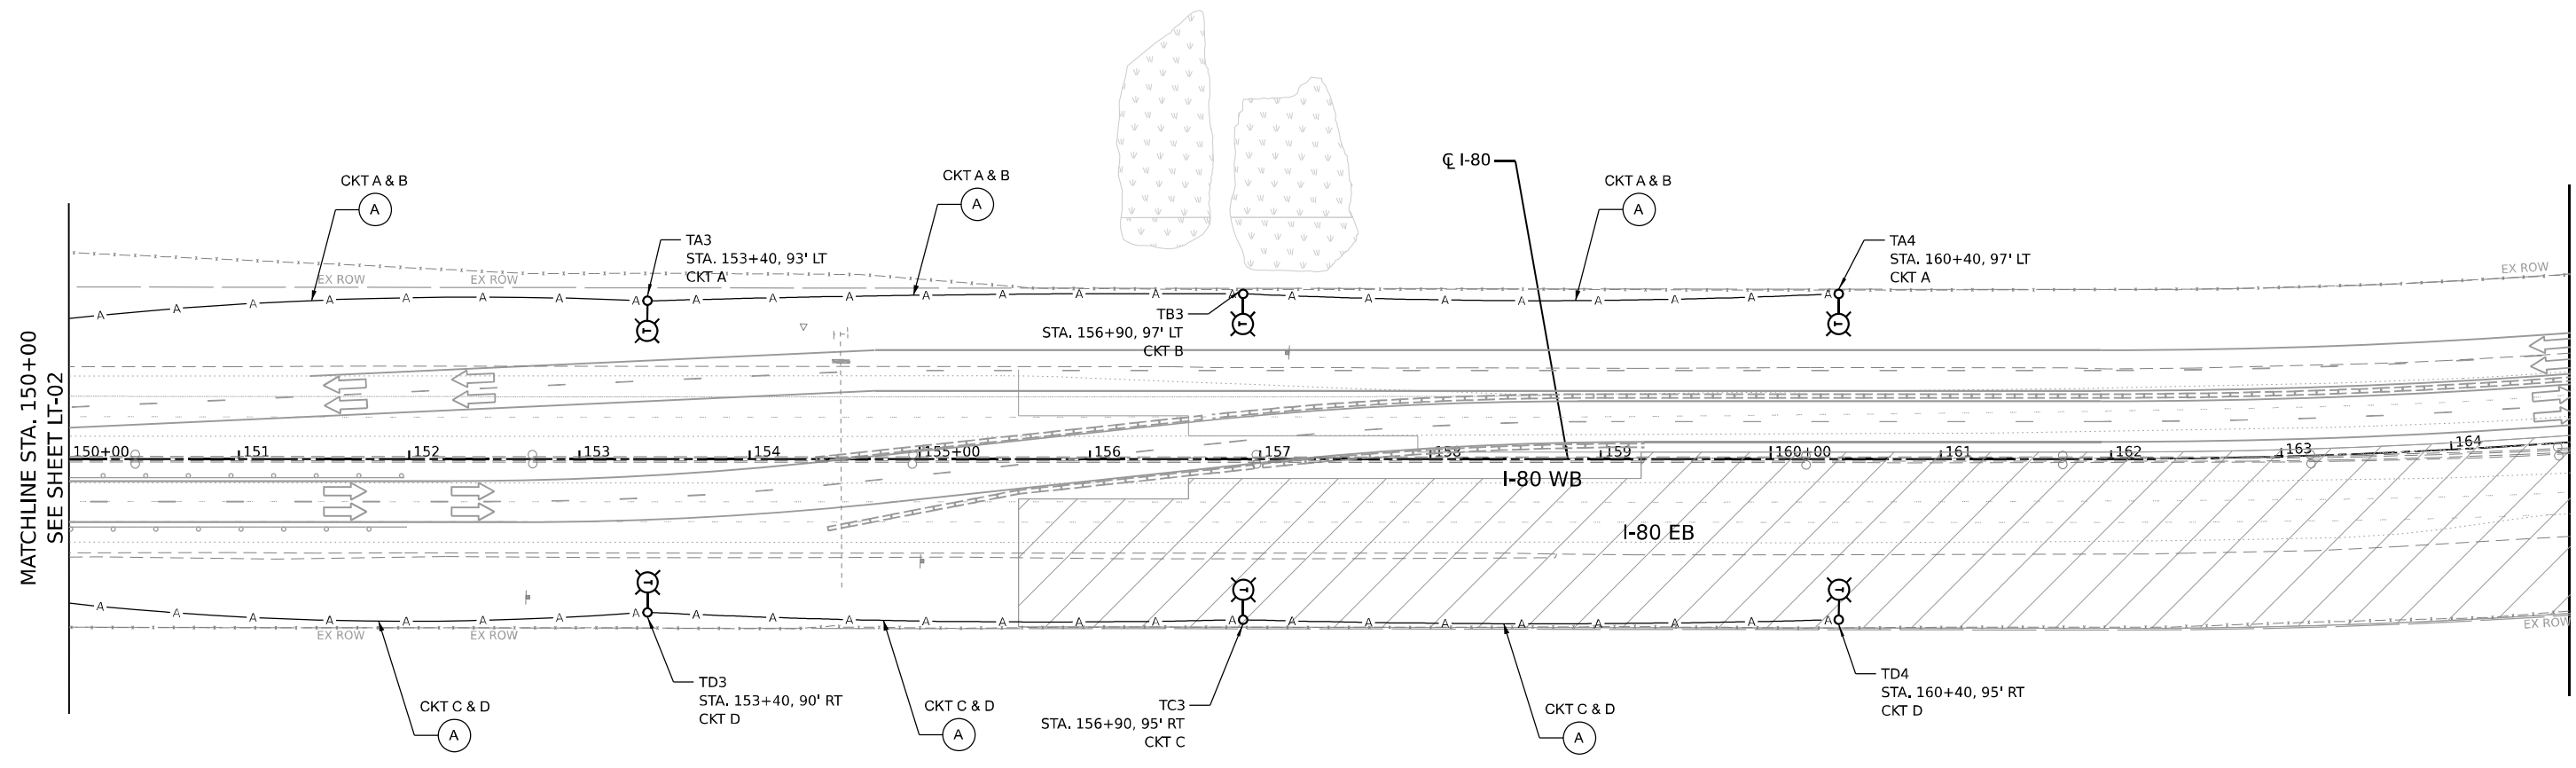 CKT A & B
A
CKT A & B
A
℄ I-80
CKT A & B
A
TA3
STA. 153+40, 93' LT
CKT A
TA4
STA. 160+40, 97' LT
CKT A
EX ROW
EX ROW
EX ROW
A A A A A A A A A A A A A A A A A A A A A A A A
TB3
STA. 156+90, 97' LT
CKT B
MATCHLINE STA. 150+00
SEE SHEET LT-02
150+00 151 152 153 154 155+00 156 157 158 159 160+00 161 162 163 164
I-80 WB
I-80 EB
A A A A A A A A A A A A A A A A A A A A A A A A
EX ROW
EX ROW
EX ROW
TD3
STA. 153+40, 90' RT
CKT D
TC3
STA. 156+90, 95' RT
CKT C
TD4
STA. 160+40, 95' RT
CKT D
CKT C & D
A
CKT C & D
A
CKT C & D
A